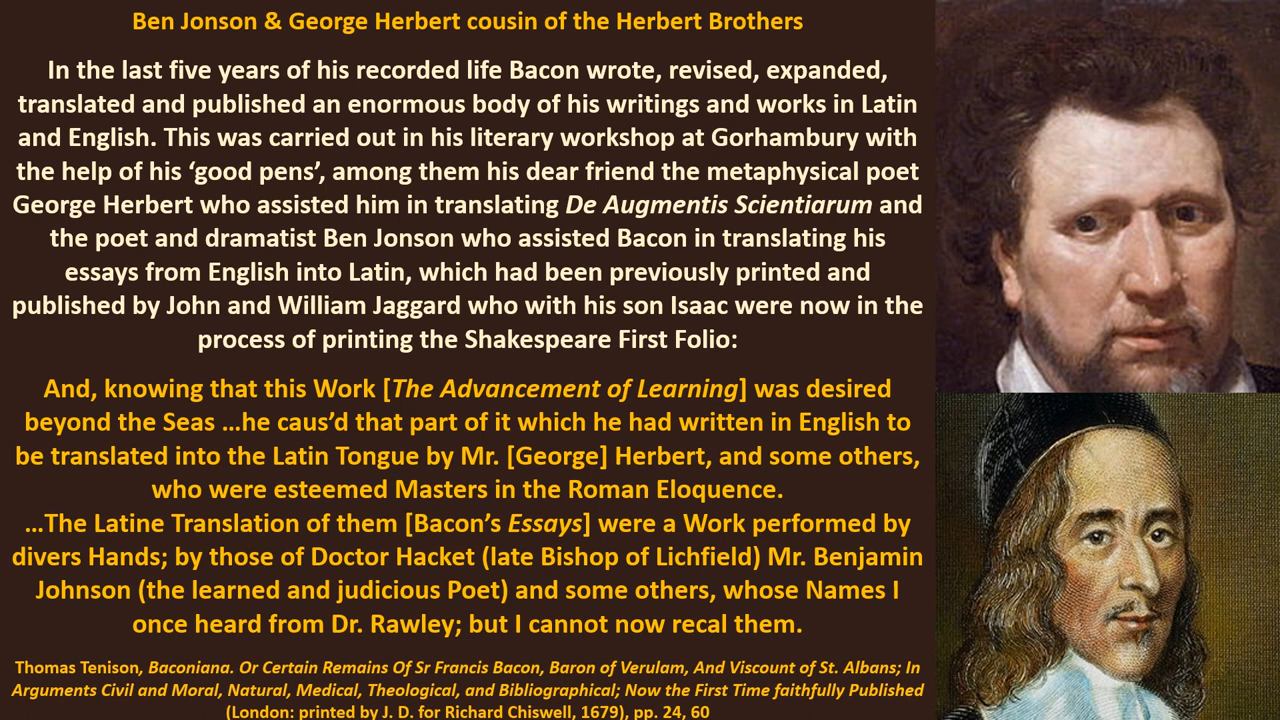 Ben Jonson & George Herbert cousin of the Herbert Brothers
In the last five years of his recorded life Bacon wrote, revised, expanded,
translated and published an enormous body of his writings and works in Latin
and English. This was carried out in his literary workshop at Gorhambury with
the help of his ‘good pens’, among them his dear friend the metaphysical poet
George Herbert who assisted him in translating De Augmentis Scientiarum and
the poet and dramatist Ben Jonson who assisted Bacon in translating his
essays from English into Latin, which had been previously printed and
published by John and William Jaggard who with his son Isaac were now in the
process of printing the Shakespeare First Folio:
And, knowing that this Work [The Advancement of Learning] was desired
beyond the Seas …he caus’d that part of it which he had written in English to
be translated into the Latin Tongue by Mr. [George] Herbert, and some others,
who were esteemed Masters in the Roman Eloquence.
…The Latine Translation of them [Bacon’s Essays] were a Work performed by
divers Hands; by those of Doctor Hacket (late Bishop of Lichfield) Mr. Benjamin
Johnson (the learned and judicious Poet) and some others, whose Names I
once heard from Dr. Rawley; but I cannot now recal them.
Thomas Tenison, Baconiana. Or Certain Remains Of Sr Francis Bacon, Baron of Verulam, And Viscount of St. Albans; In
Arguments Civil and Moral, Natural, Medical, Theological, and Bibliographical; Now the First Time faithfully Published
(London: printed by J. D. for Richard Chiswell, 1679), pp. 24, 60